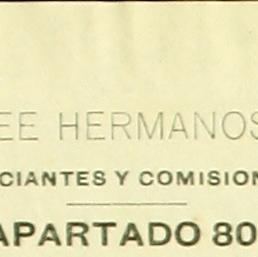 EE HERMANOS
CIANTES Y COMISION
APARTADO 80